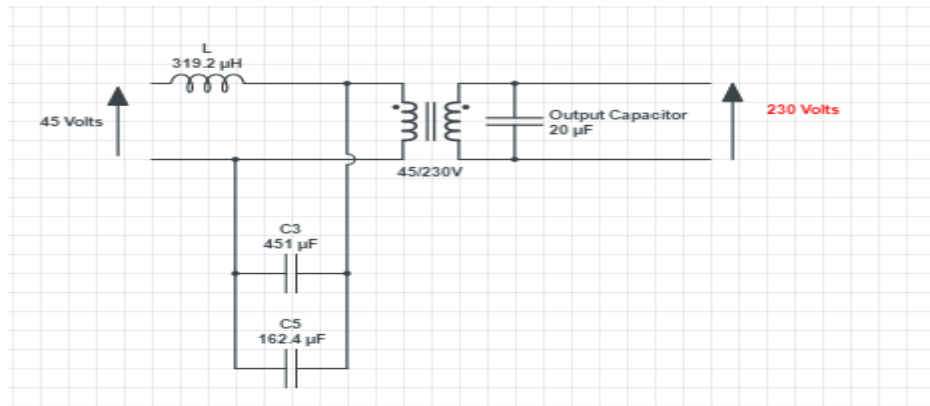 L
319.2 µH
45 Volts
Output Capacitor
20 µF
230 Volts
45/230V
C3
451 µF
C5
162.4 µF